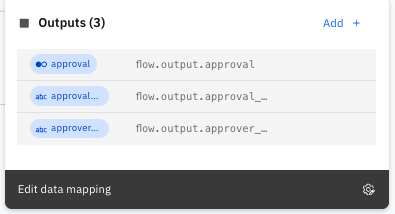 Outputs (3)
Add +
approval
flow.output.approval
abc approval...
flow.output.approval_...
abc approver...
flow.output.approver_...
Edit data mapping